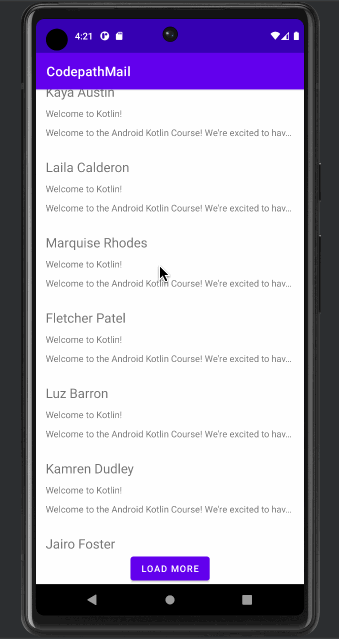 4:21
CodepathMail
Kaya Austin
Welcome to Kotlin!
Welcome to the Android Kotlin Course! We're excited to hav...
Laila Calderon
Welcome to Kotlin!
Welcome to the Android Kotlin Course! We're excited to hav...
Marquise Rhodes
Welcome to Kotlin!
Welcome to the Android Kotlin Course! We're excited to hav...
Fletcher Patel
Welcome to Kotlin!
Welcome to the Android Kotlin Course! We're excited to hav...
Luz Barron
Welcome to Kotlin!
Welcome to the Android Kotlin Course! We're excited to hav...
Kamren Dudley
Welcome to Kotlin!
Welcome to the Android Kotlin Course! We're excited to hav...
Jairo Foster
LOAD MORE